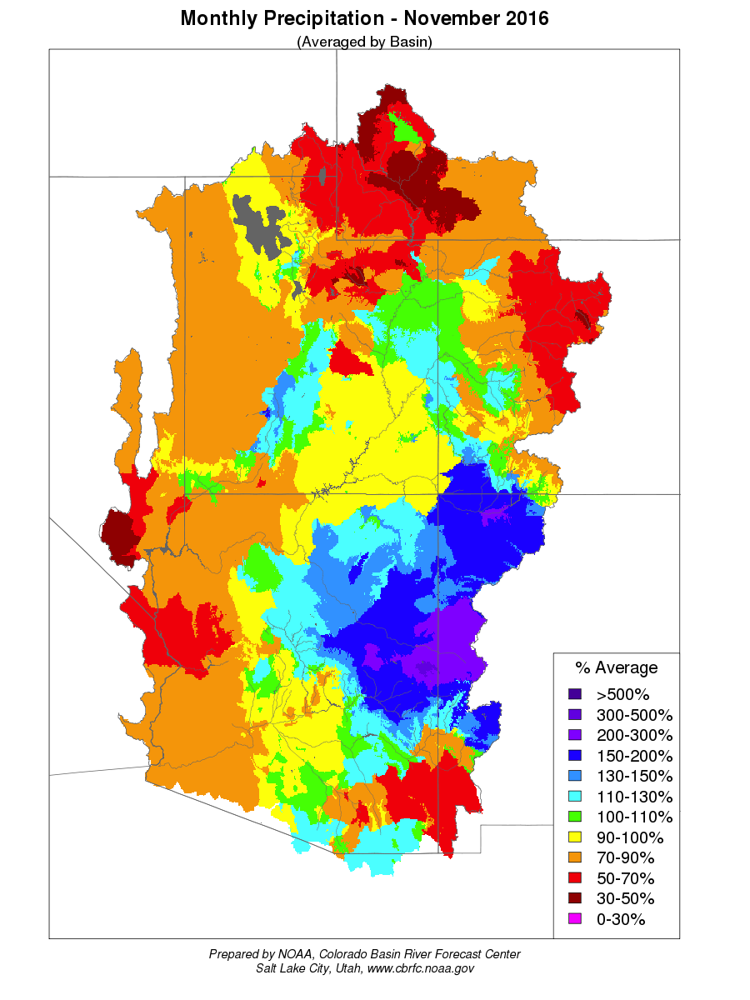 Monthly Precipitation - November 2016
(Averaged by Basin)
% Average
>500%
300-500%
200-300%
150-200%
130-150%
110-130%
100-110%
90-100%
70-90%
50-70%
30-50%
0-30%
Prepared by NOAA, Colorado Basin River Forecast Center
Salt Lake City, Utah, www.cbrfc.noaa.gov